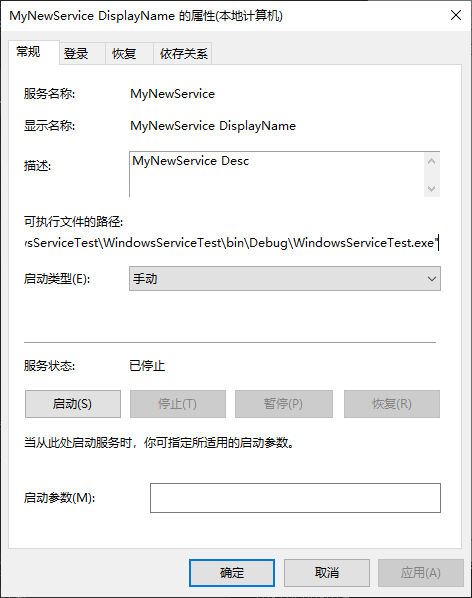 MyNewService DisplayName 的属性(本地计算机)
常规 登录 恢复 依存关系
服务名称: MyNewService
显示名称: MyNewService DisplayName
描述: MyNewService Desc
可执行文件的路径:
sServiceTest\WindowsServiceTest\bin\Debug\WindowsServiceTest.exe"
启动类型(E): 手动
服务状态: 已停止
启动(S) 停止(T) 暂停(P) 恢复(R)
当从此处启动服务时，你可指定所适用的启动参数。
启动参数(M):
确定 取消 应用(A)